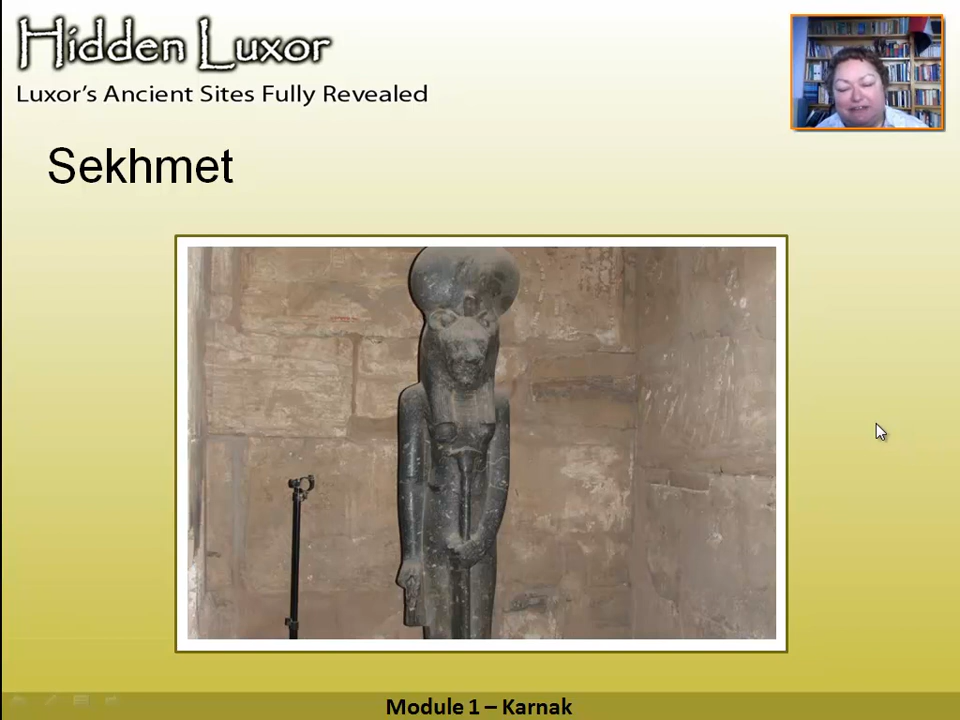 Hidden Luxor
Luxor's Ancient Sites Fully Revealed
Sekhmet
Module 1 – Karnak